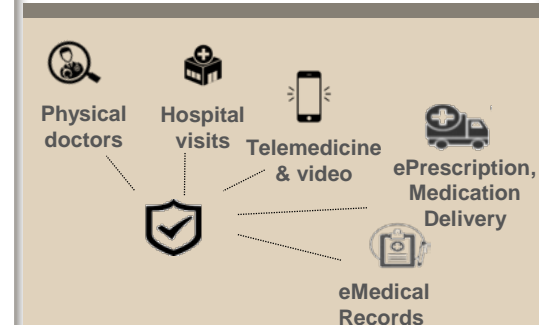 Physical
doctors
Hospital
visits
Telemedicine
& video
ePrescription,
Medication
Delivery
eMedical
Records